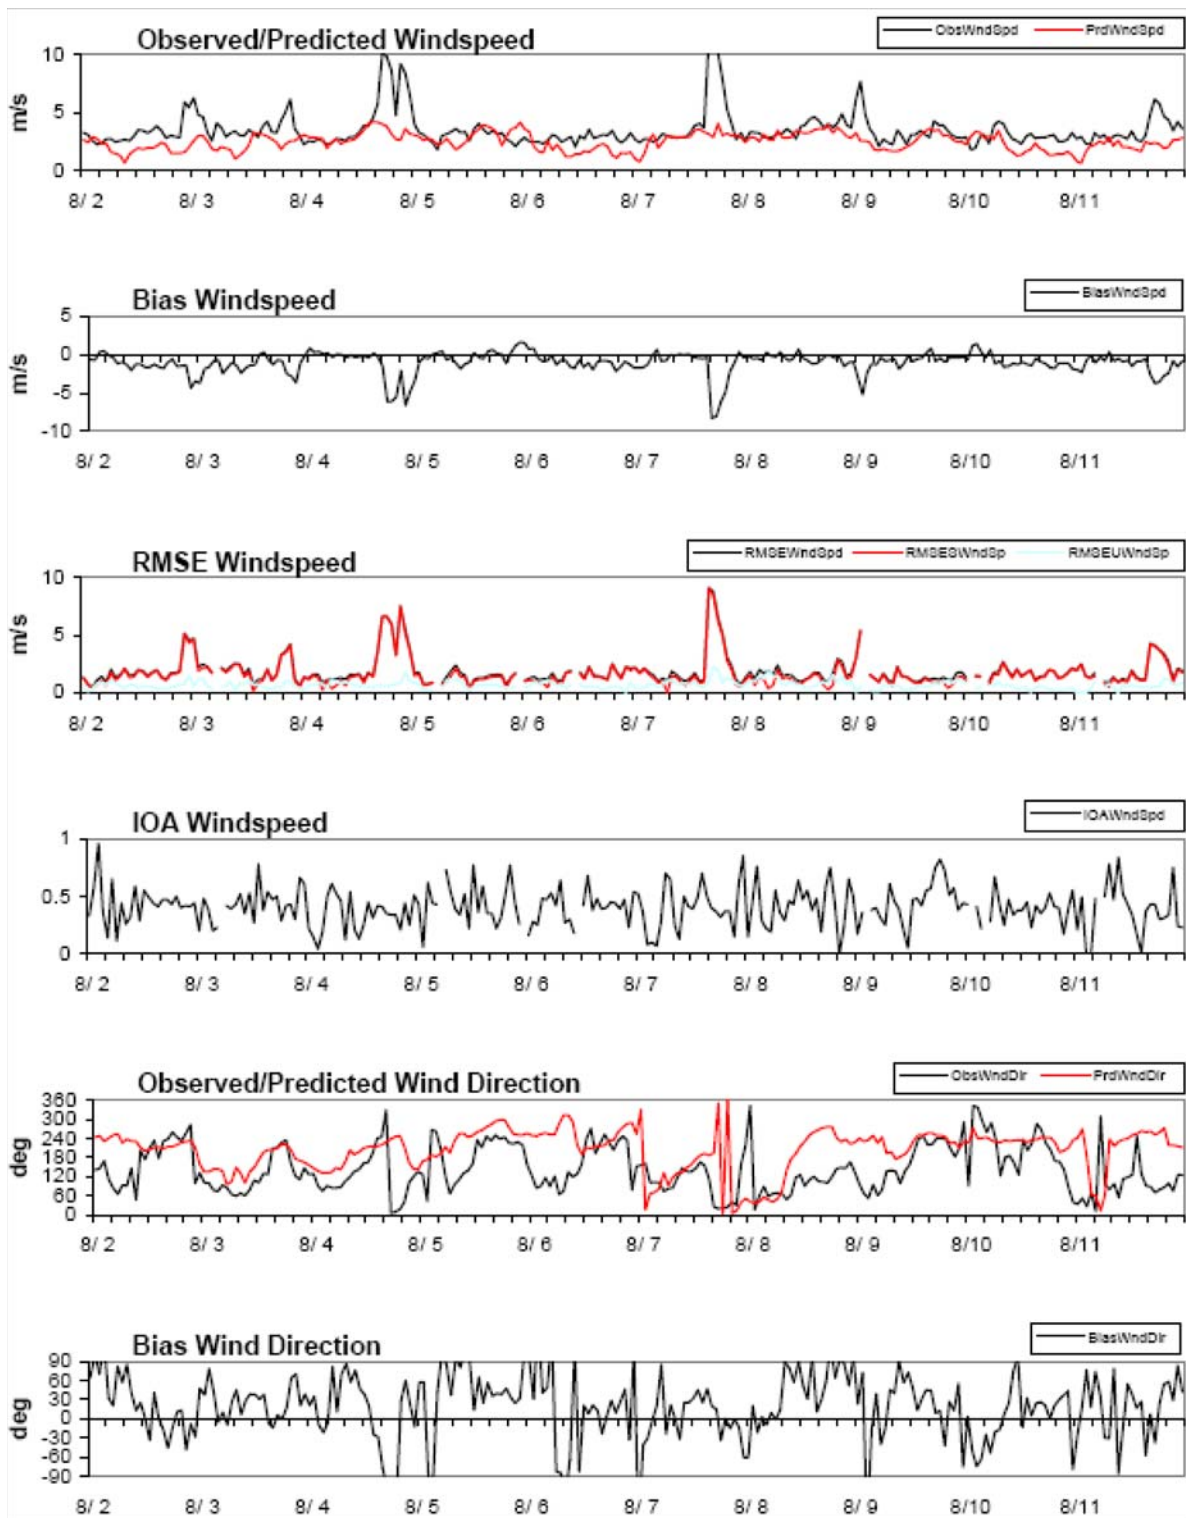 Observed/Predicted Windspeed
ObsWndSpd PrdWndSpd
10
5
0
m/s
8/ 2 8/ 3 8/ 4 8/ 5 8/ 6 8/ 7 8/ 8 8/ 9 8/10 8/11
Bias Windspeed
BiasWndSpd
5
0
-5
-10
m/s
8/ 2 8/ 3 8/ 4 8/ 5 8/ 6 8/ 7 8/ 8 8/ 9 8/10 8/11
RMSE Windspeed
RMSEWndSpd RMSESWndSp RMSEUWndSp
10
5
0
m/s
8/ 2 8/ 3 8/ 4 8/ 5 8/ 6 8/ 7 8/ 8 8/ 9 8/10 8/11
IOA Windspeed
IOAWndSpd
1
0.5
0
8/ 2 8/ 3 8/ 4 8/ 5 8/ 6 8/ 7 8/ 8 8/ 9 8/10 8/11
Observed/Predicted Wind Direction
ObsWndDir PrdWndDir
360
300
240
180
120
60
0
deg
8/ 2 8/ 3 8/ 4 8/ 5 8/ 6 8/ 7 8/ 8 8/ 9 8/10 8/11
Bias Wind Direction
BiasWndDir
90
60
30
0
-30
-60
-90
deg
8/ 2 8/ 3 8/ 4 8/ 5 8/ 6 8/ 7 8/ 8 8/ 9 8/10 8/11